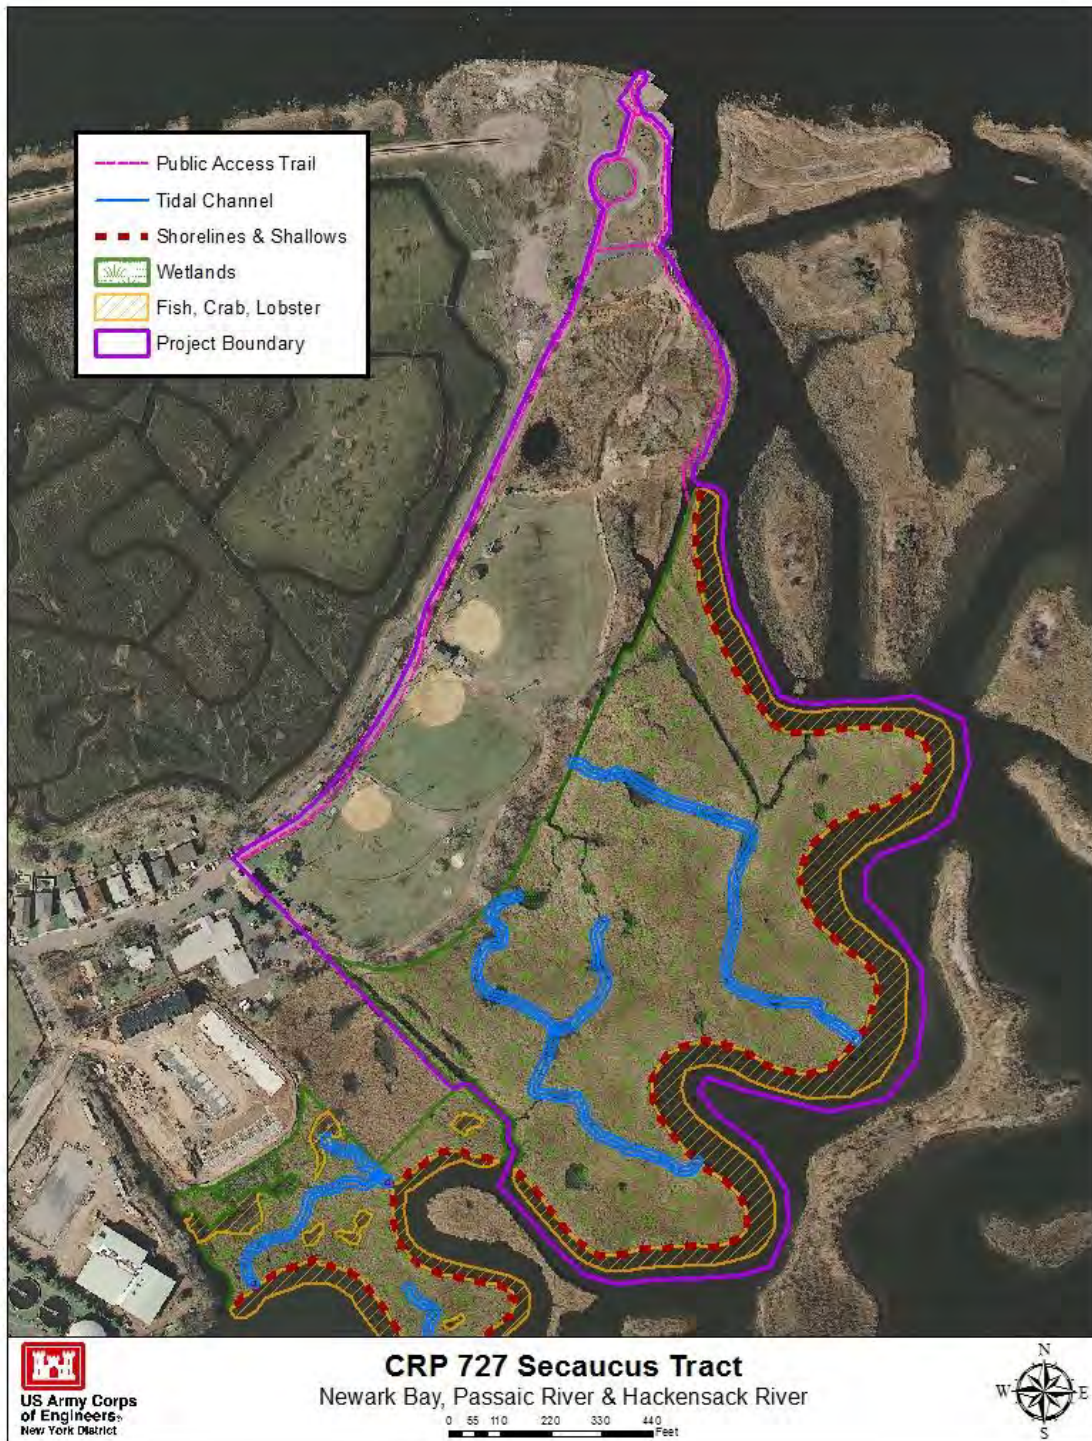 Public Access Trail
Tidal Channel
Shorelines & Shallows
Wetlands
Fish, Crab, Lobster
Project Boundary
US Army Corps
of Engineers®
New York District
CRP 727 Secaucus Tract
Newark Bay, Passaic River & Hackensack River
0 55 110 220 330 440
Feet
N
W E
S